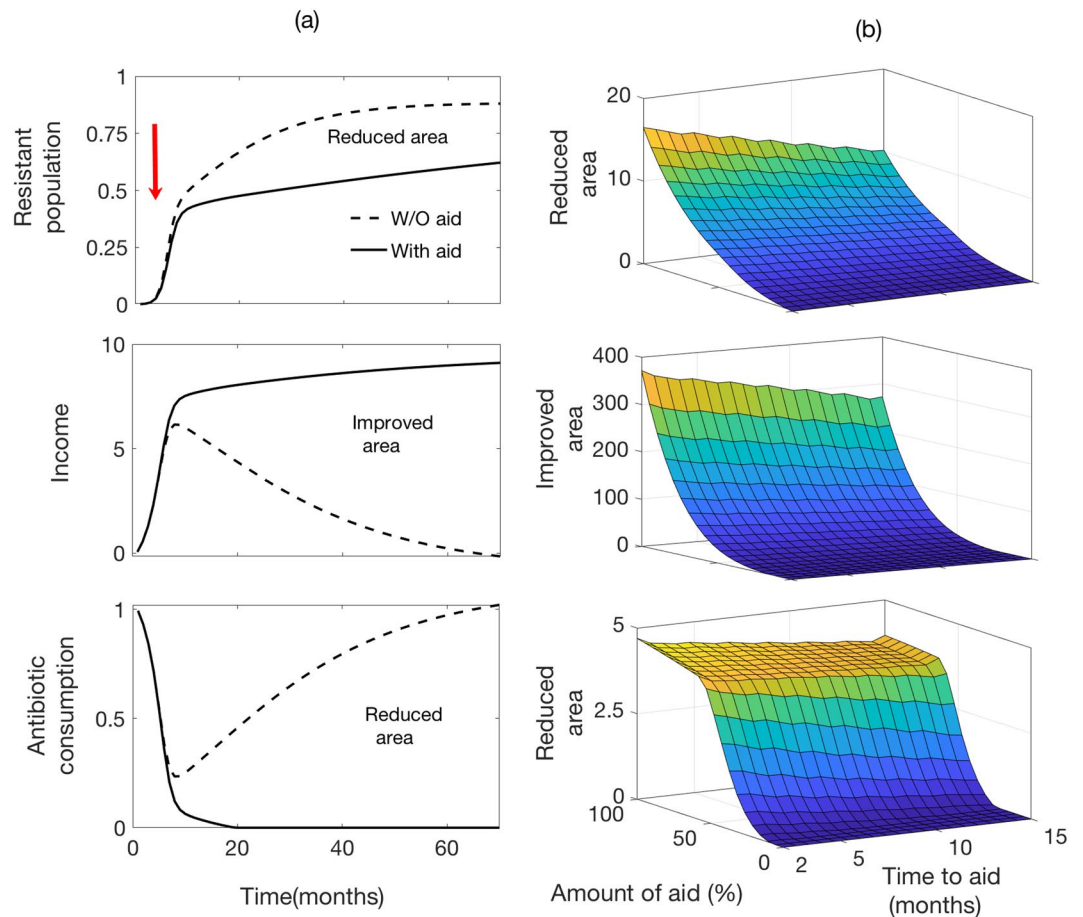 (a)
(b)
1
0.75
0.5
0.25
0
Resistant
population
Reduced area
W/O aid
With aid
20
10
0
Reduced
area
10
5
0
Income
Improved
area
400
300
200
100
0
Improved
area
1
0.5
0
Antibiotic
consumption
Reduced
area
0
20
40
60
Time(months)
5
2.5
0
Reduced
area
100
50
0
2
5
10
15
Amount of aid (%)
Time to aid
(months)